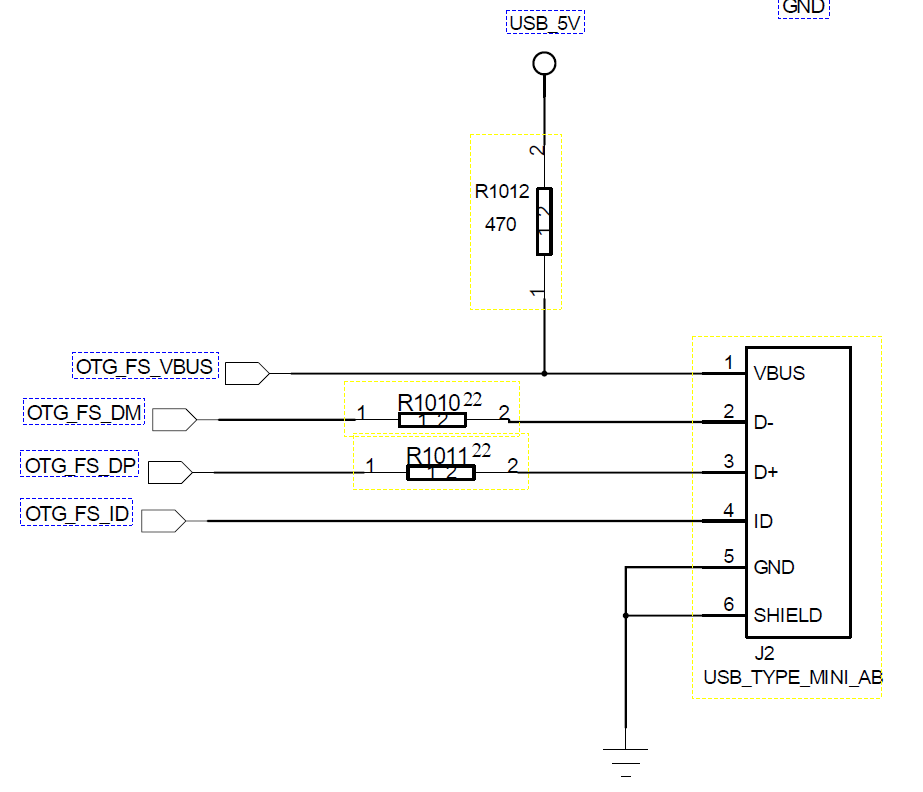 GND
USB_5V
2
R1012
470
1 2
1
OTG_FS_VBUS
1
VBUS
OTG_FS_DM
1
R1010 22
1 2
2
2
D-
OTG_FS_DP
1
R1011 22
1 2
2
3
D+
OTG_FS_ID
4
ID
5
GND
6
SHIELD
J2
USB_TYPE_MINI_AB